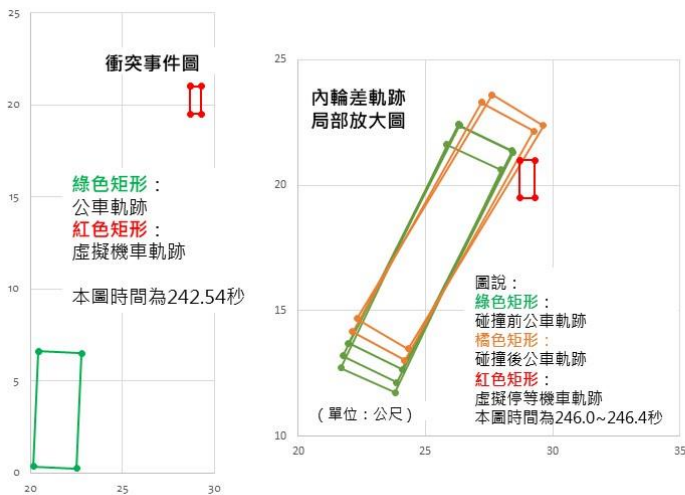 25
20
15
10
5
0
20
25
30
衝突事件圖
綠色矩形：
公車軌跡
紅色矩形：
虛擬機車軌跡
本圖時間為242.54秒
25
20
15
10
20
25
30
35
內輪差軌跡
局部放大圖
圖說：
綠色矩形：
碰撞前公車軌跡
橘色矩形：
碰撞後公車軌跡
紅色矩形：
虛擬停等機車軌跡
本圖時間為246.0~246.4秒
（單位：公尺）